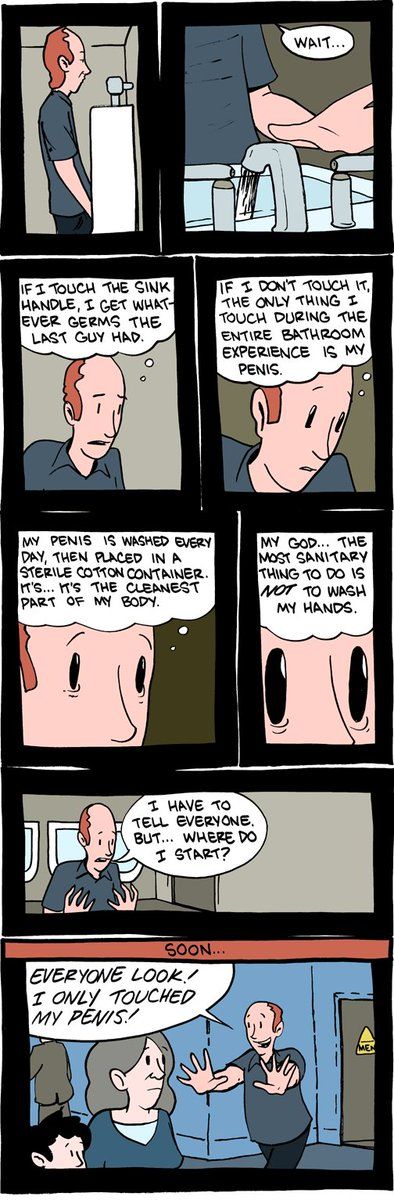 WAIT...
IF I TOUCH THE SINK
HANDLE, I GET WHAT-
EVER GERMS THE
LAST GUY HAD.
IF I DON'T TOUCH IT,
THE ONLY THING I
TOUCH DURING THE
ENTIRE BATHROOM
EXPERIENCE IS MY
PENIS.
MY PENIS IS WASHED EVERY
DAY, THEN PLACED IN A
STERILE COTTON CONTAINER.
IT'S... IT'S THE CLEANEST
PART OF MY BODY.
MY GOD... THE
MOST SANITARY
THING TO DO IS
NOT TO WASH
MY HANDS.
I HAVE TO
TELL EVERYONE.
BUT... WHERE DO
I START?
SOON...
EVERYONE LOOK!
I ONLY TOUCHED
MY PENIS!
MEN